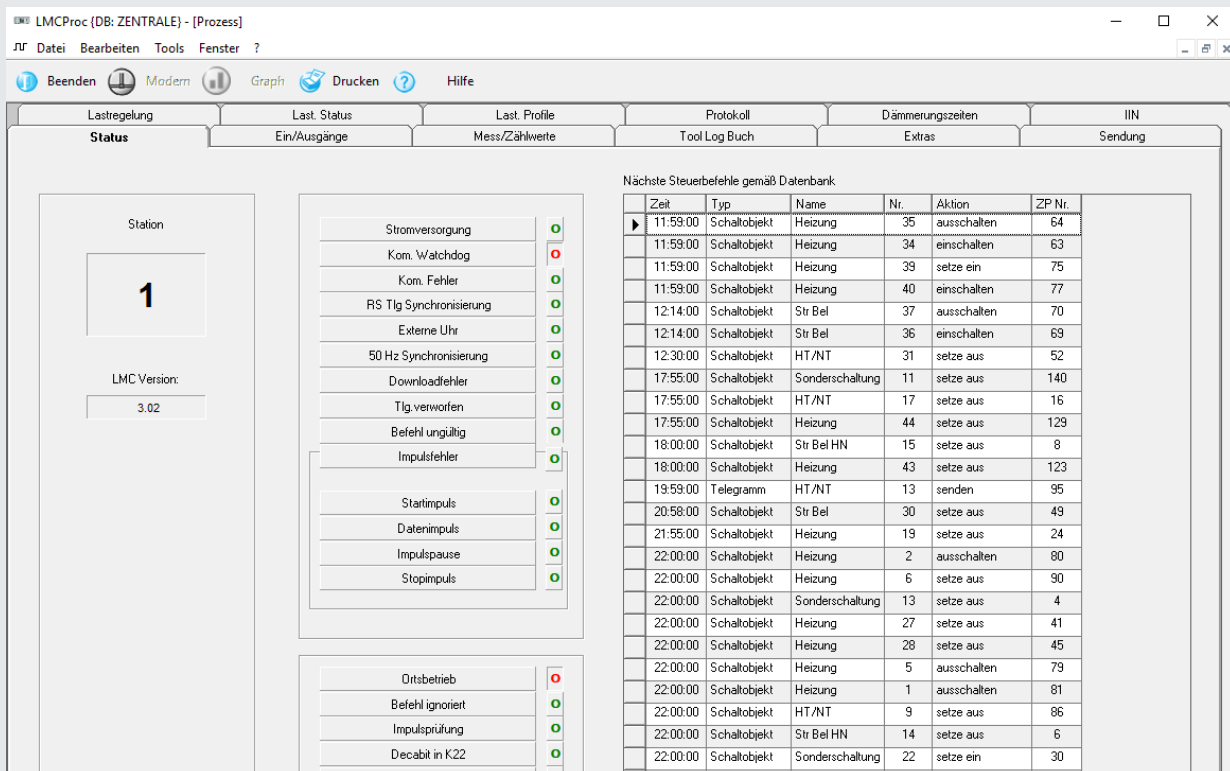 LMCProc {DB: ZENTRALE} - [Prozess]
Datei Bearbeiten Tools Fenster ?
Beenden Modern Graph Drucken ? Hilfe
Lastregelung Last. Status Last. Profile Protokoll Dämmerungszeiten IIN
Status Ein/Ausgänge Mess/Zählwerte Tool Log Buch Extras Sendung
Station
1
LMC Version:
3.02
Stromversorgung O
Kom. Watchdog O
Kom. Fehler O
RS Tlg Synchronisierung O
Externe Uhr O
50 Hz Synchronisierung O
Downloadfehler O
Tlg.verworfen O
Befehl ungültig O
Impulsfehler O
Startimpuls O
Datenimpuls O
Impulspause O
Stopimpuls O
Ortsbetrieb O
Befehl ignoriert O
Impulsprüfung O
Decabit in K22 O
Nächste Steuerbefehle gemäß Datenbank
Zeit Typ Name Nr. Aktion ZP Nr.
11:59:00 Schaltobjekt Heizung 35 ausschalten 64
11:59:00 Schaltobjekt Heizung 34 einschalten 63
11:59:00 Schaltobjekt Heizung 39 setze ein 75
11:59:00 Schaltobjekt Heizung 40 einschalten 77
12:14:00 Schaltobjekt Str Bel 37 ausschalten 70
12:14:00 Schaltobjekt Str Bel 36 einschalten 69
12:30:00 Schaltobjekt HT/NT 31 setze aus 52
17:55:00 Schaltobjekt Sonderschaltung 11 setze aus 140
17:55:00 Schaltobjekt HT/NT 17 setze aus 16
17:55:00 Schaltobjekt Heizung 44 setze aus 129
18:00:00 Schaltobjekt Str Bel HN 15 setze aus 8
18:00:00 Schaltobjekt Heizung 43 setze aus 123
19:59:00 Telegramm HT/NT 13 senden 95
20:58:00 Schaltobjekt Str Bel 30 setze aus 49
21:55:00 Schaltobjekt Heizung 19 setze aus 24
22:00:00 Schaltobjekt Heizung 2 ausschalten 80
22:00:00 Schaltobjekt Heizung 6 setze aus 90
22:00:00 Schaltobjekt Sonderschaltung 13 setze aus 4
22:00:00 Schaltobjekt Heizung 27 setze aus 41
22:00:00 Schaltobjekt Heizung 28 setze aus 45
22:00:00 Schaltobjekt Heizung 5 ausschalten 79
22:00:00 Schaltobjekt Heizung 1 ausschalten 81
22:00:00 Schaltobjekt HT/NT 9 setze aus 86
22:00:00 Schaltobjekt Str Bel HN 14 setze aus 6
22:00:00 Schaltobjekt Sonderschaltung 22 setze ein 30